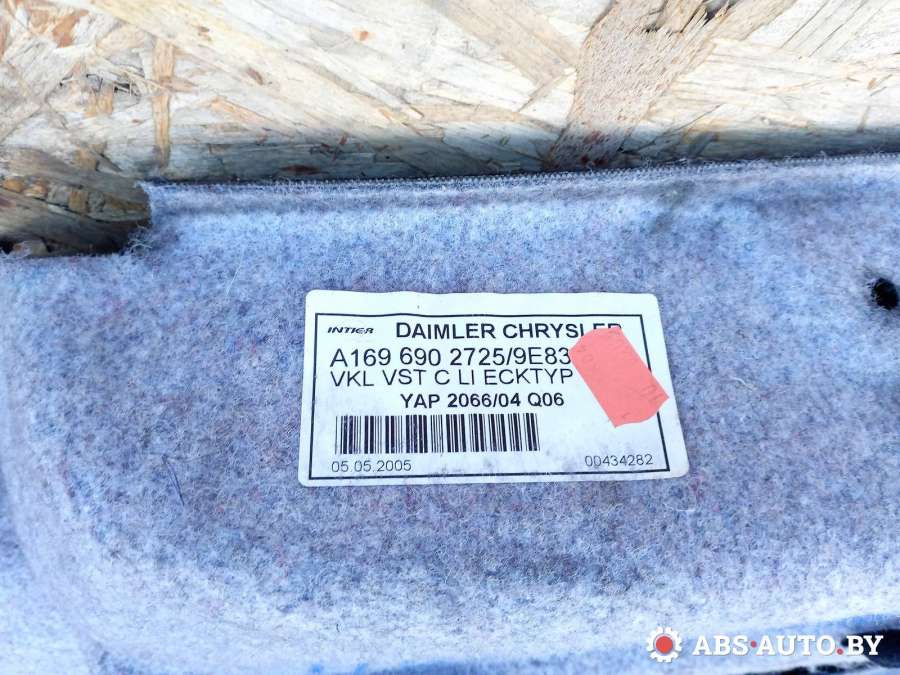 INTIER DAIMLER CHRYSLER
A169 690 2725/9E83
VKL VST C LI ECKTYP
YAP 2066/04 Q06
05.05.2005 00434282
ABS-AUTO.BY